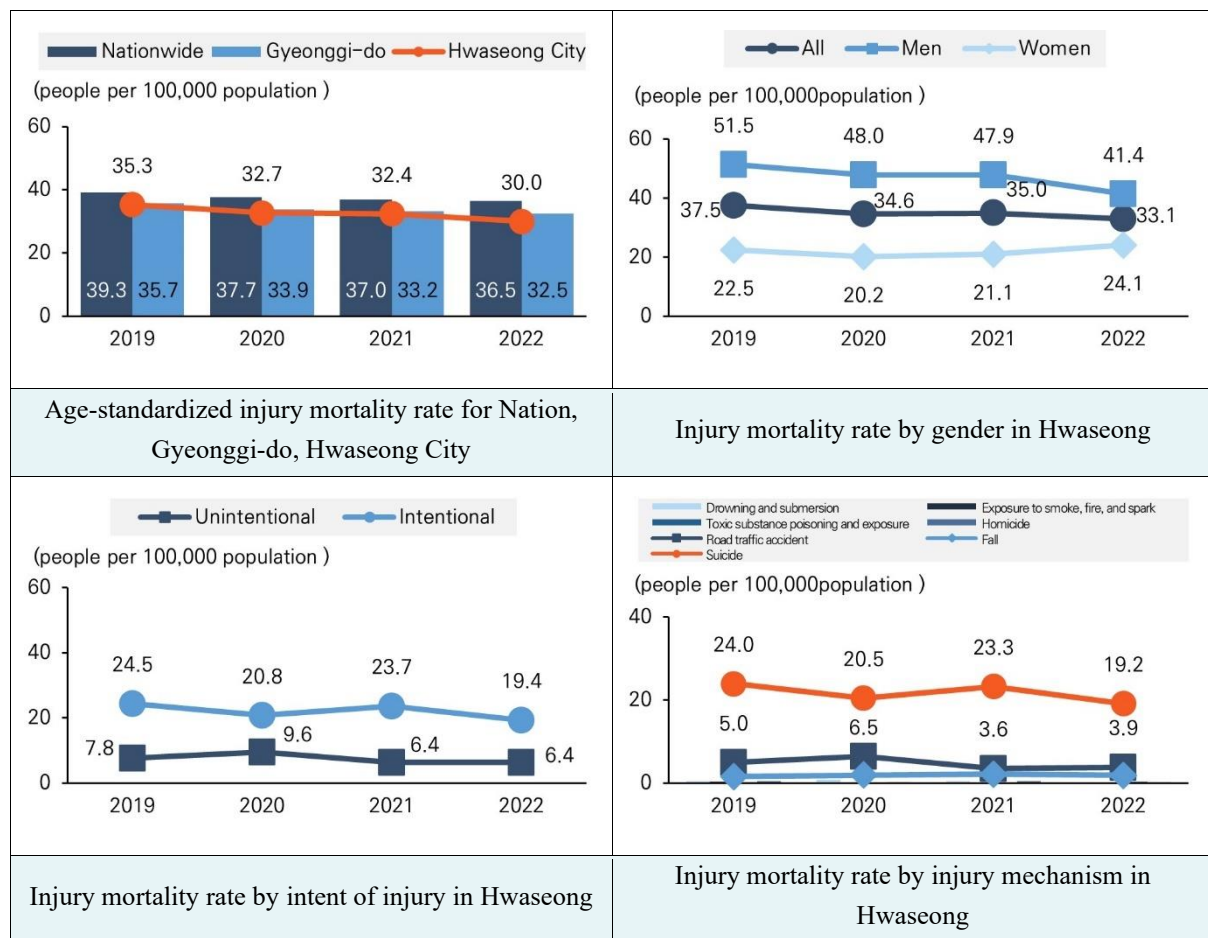 Nationwide Gyeonggi-do Hwaseong City
(people per 100,000 population )
60
40
20
0
35.3 32.7 32.4 30.0
39.3 35.7 37.7 33.9 37.0 33.2 36.5 32.5
2019 2020 2021 2022
Age-standardized injury mortality rate for Nation,
Gyeonggi-do, Hwaseong City
All Men Women
(people per 100,000population )
60
40
20
0
51.5 48.0 47.9 41.4
37.5 34.6 35.0 33.1
22.5 20.2 21.1 24.1
2019 2020 2021 2022
Injury mortality rate by gender in Hwaseong
Unintentional Intentional
(people per 100,000 population )
60
40
20
0
24.5 20.8 23.7 19.4
7.8 9.6 6.4 6.4
2019 2020 2021 2022
Injury mortality rate by intent of injury in Hwaseong
Drowning and submersion Exposure to smoke, fire, and spark
Toxic substance poisoning and exposure Homicide
Road traffic accident Fall
Suicide
(people per 100,000population )
40
20
0
24.0 20.5 23.3 19.2
5.0 6.5 3.6 3.9
2019 2020 2021 2022
Injury mortality rate by injury mechanism in
Hwaseong